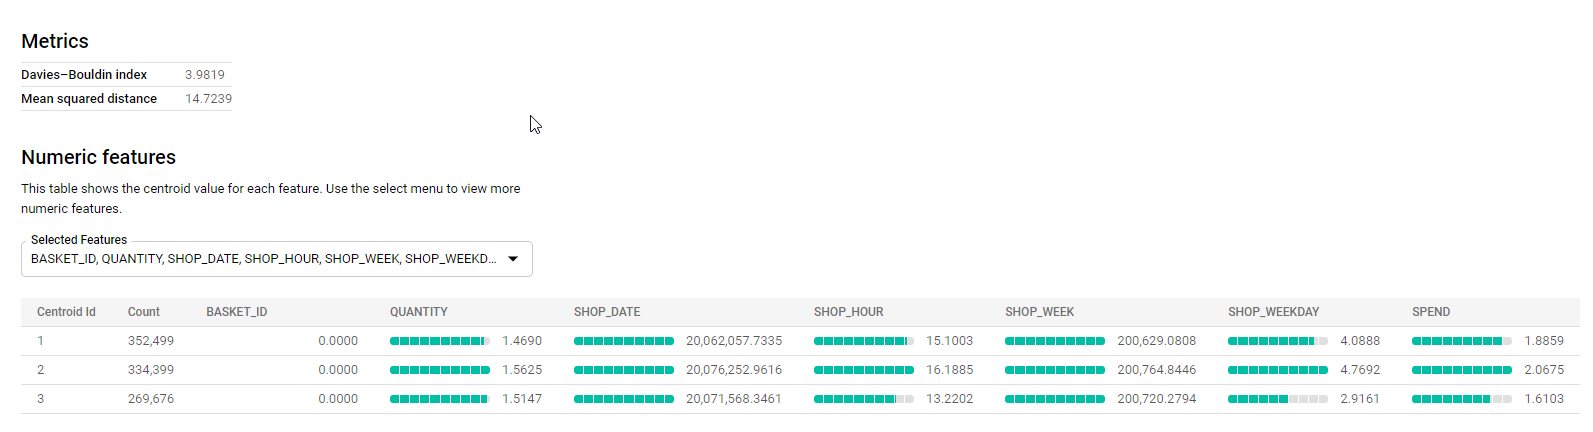 Metrics
Davies–Bouldin index 3.9819
Mean squared distance 14.7239
Numeric features
This table shows the centroid value for each feature. Use the select menu to view more
numeric features.
Selected Features
BASKET_ID, QUANTITY, SHOP_DATE, SHOP_HOUR, SHOP_WEEK, SHOP_WEEKD...
Centroid Id Count BASKET_ID QUANTITY SHOP_DATE SHOP_HOUR SHOP_WEEK SHOP_WEEKDAY SPEND
1 352,499 0.0000 1.4690 20,062,057.7335 15.1003 200,629.0808 4.0888 1.8859
2 334,399 0.0000 1.5625 20,076,252.9616 16.1885 200,764.8446 4.7692 2.0675
3 269,676 0.0000 1.5147 20,071,568.3461 13.2202 200,720.2794 2.9161 1.6103